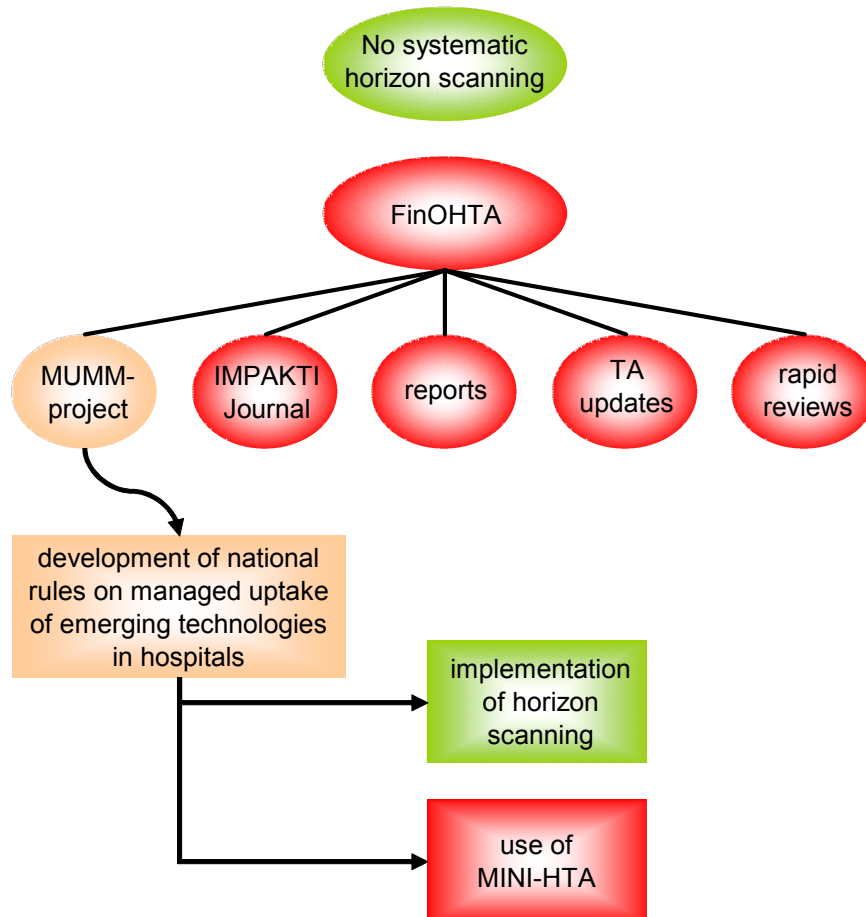 No systematic
horizon scanning
FinOHTA
MUMM-
project
IMPAKTI
Journal
reports
TA
updates
rapid
reviews
development of national
rules on managed uptake
of emerging technologies
in hospitals
implementation
of horizon
scanning
use of
MINI-HTA